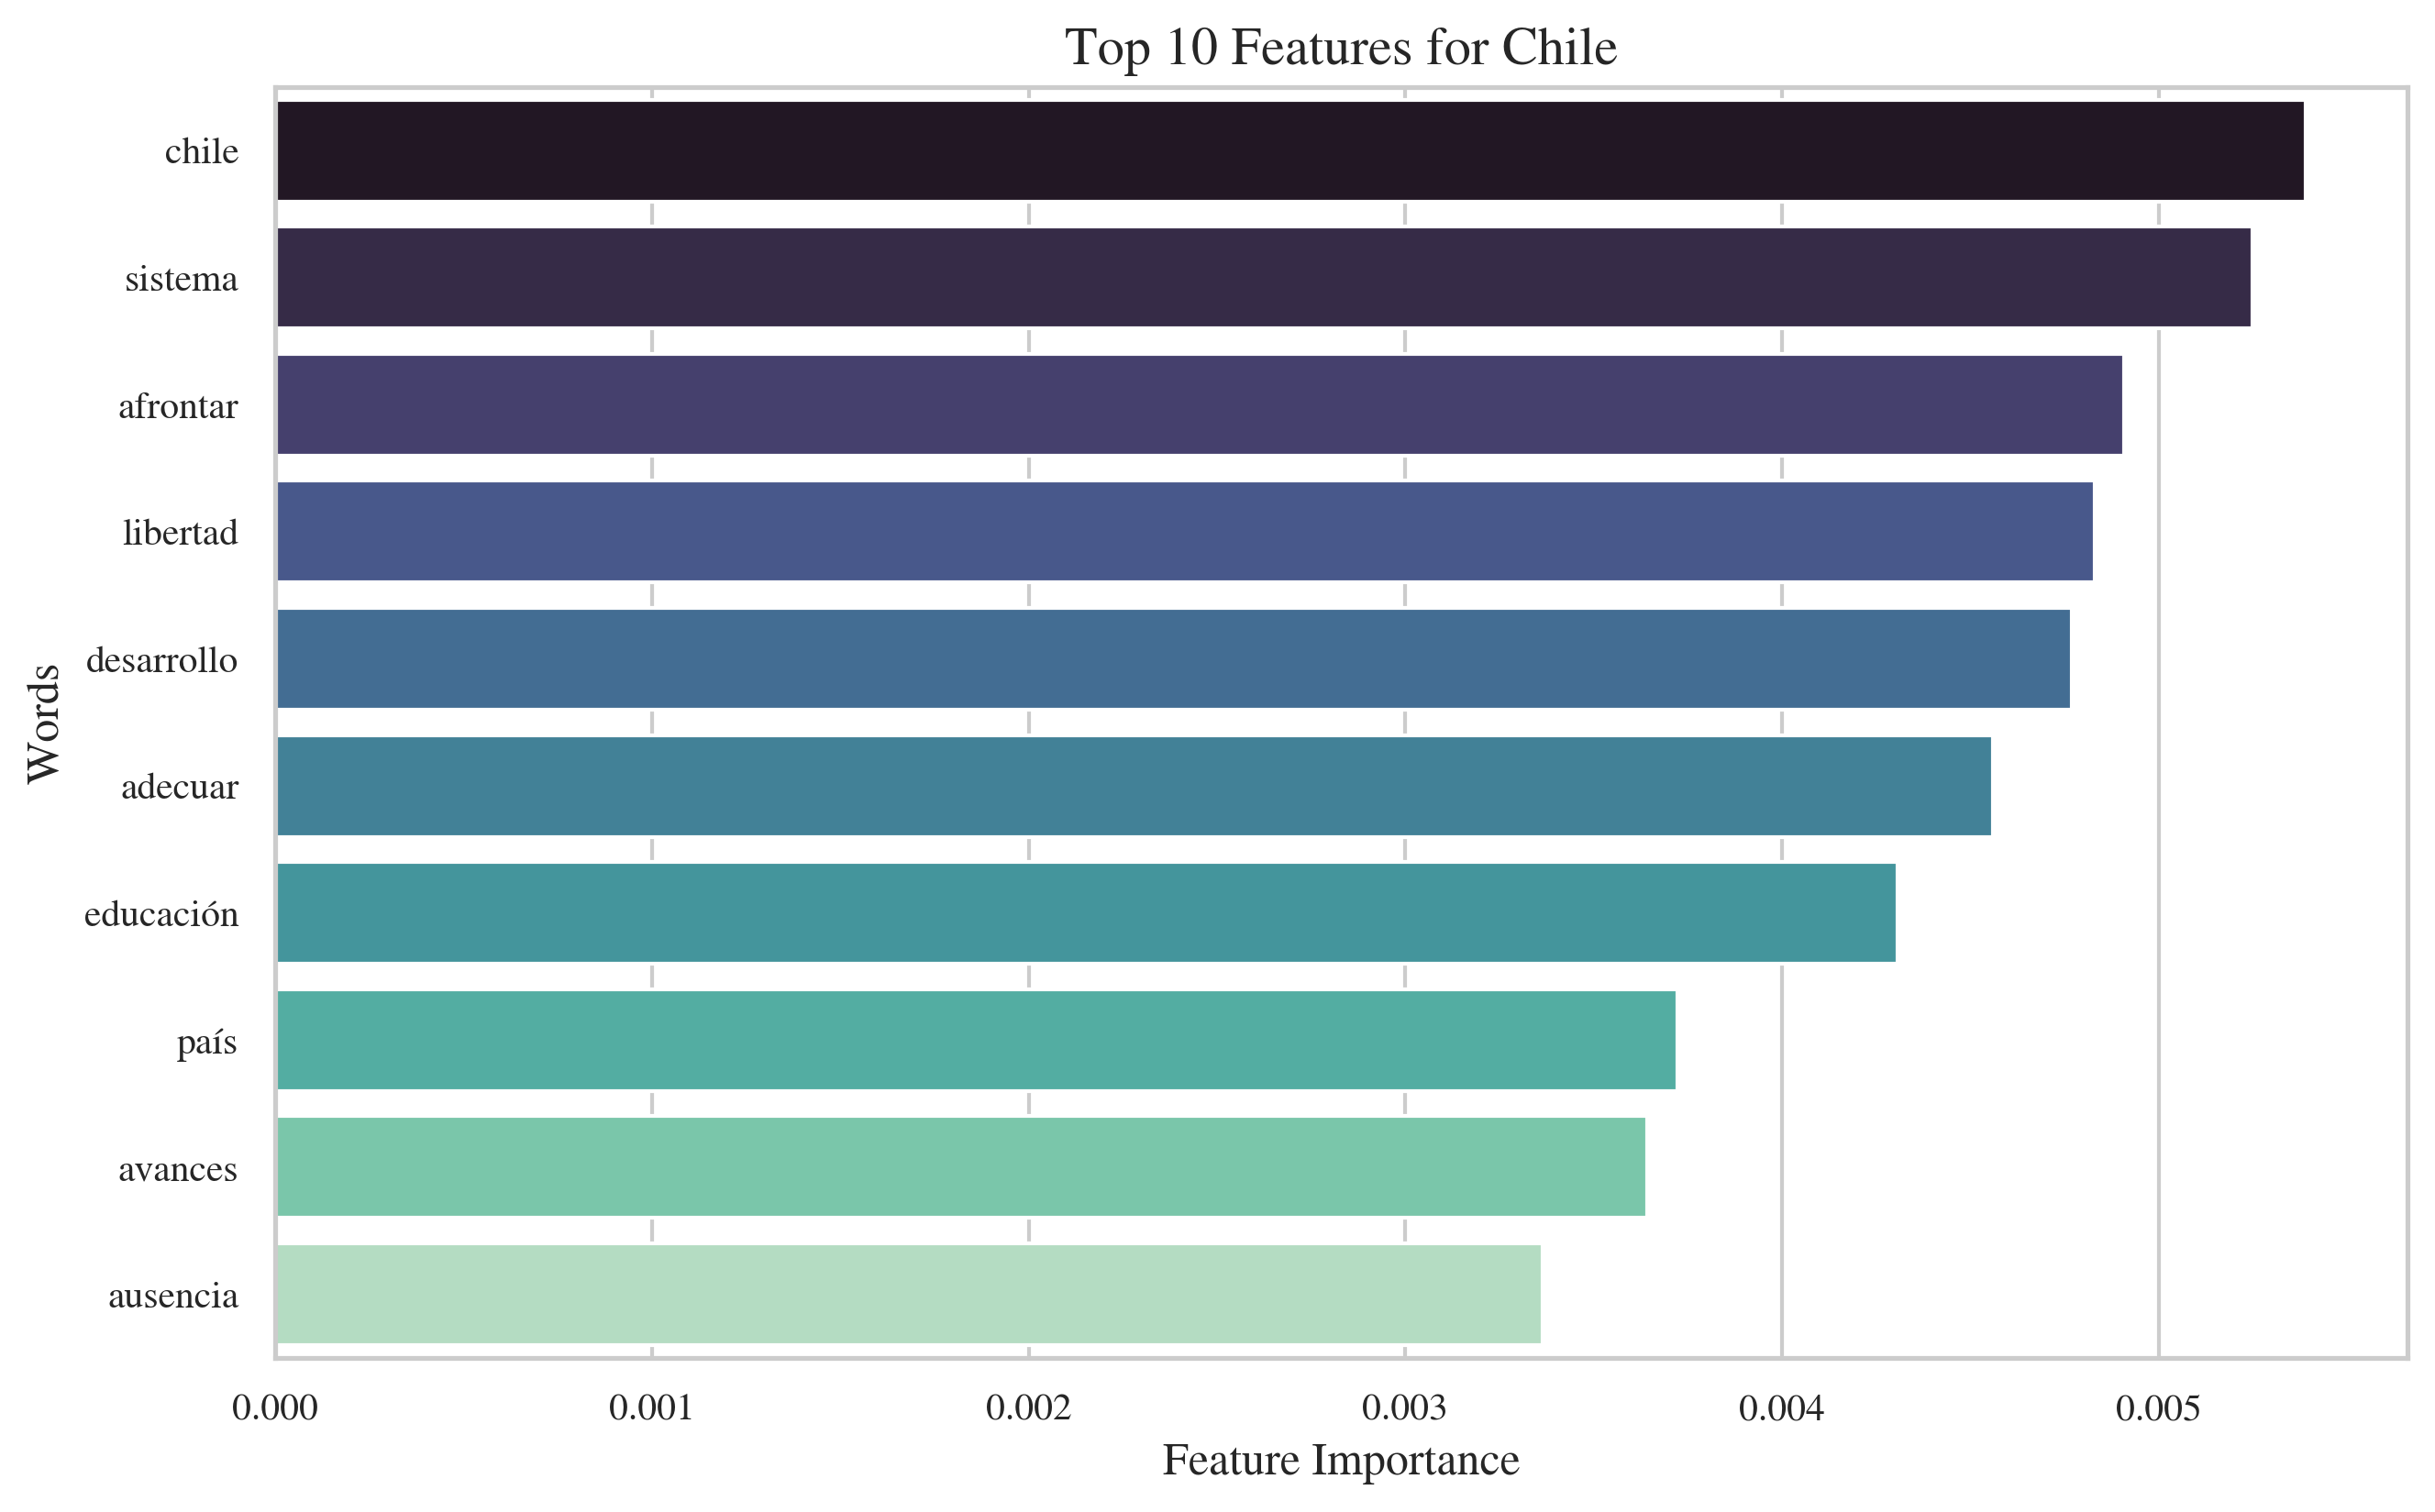 Top 10 Features for Chile
Words
chile
sistema
afrontar
libertad
desarrollo
adecuar
educación
país
avances
ausencia
0.000 0.001 0.002 0.003 0.004 0.005
Feature Importance